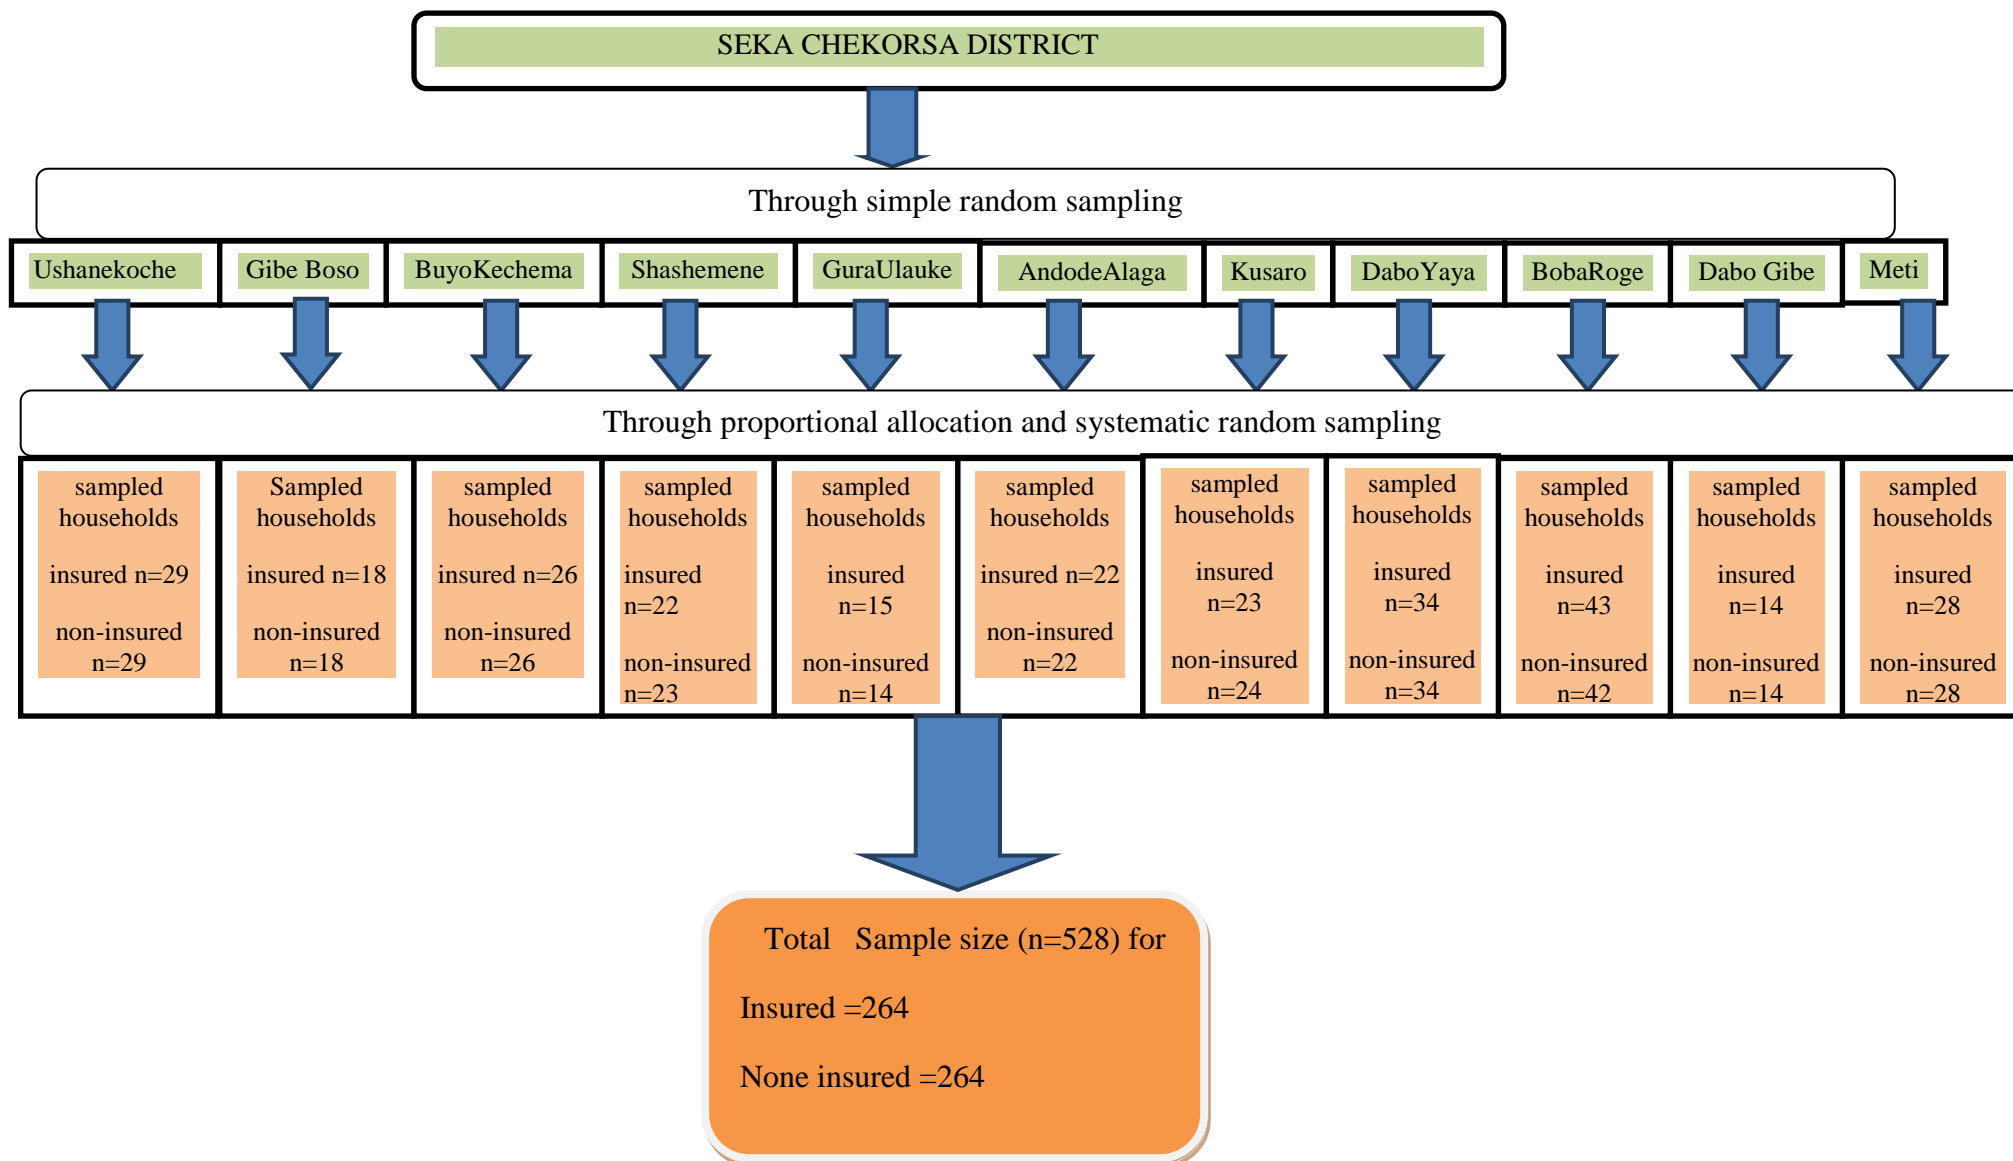 SEKA CHEKORSA DISTRICT
Through simple random sampling
Ushanekoche
Gibe Boso
BuyoKechema
Shashemene
GuraUlauke
AndodeAlaga
Kusaro
DaboYaya
BobaRoge
Dabo Gibe
Meti
Through proportional allocation and systematic random sampling
sampled
households
insured n=29
non-insured
n=29
Sampled
households
insured n=18
non-insured
n=18
sampled
households
insured n=26
non-insured
n=26
sampled
households
insured
n=22
non-insured
n=23
sampled
households
insured
n=15
non-insured
n=14
sampled
households
insured n=22
non-insured
n=22
sampled
households
insured
n=23
non-insured
n=24
sampled
households
insured
n=34
non-insured
n=34
sampled
households
insured
n=43
non-insured
n=42
sampled
households
insured
n=14
non-insured
n=14
sampled
households
insured
n=28
non-insured
n=28
Total   Sample size (n=528) for
Insured =264
None insured =264